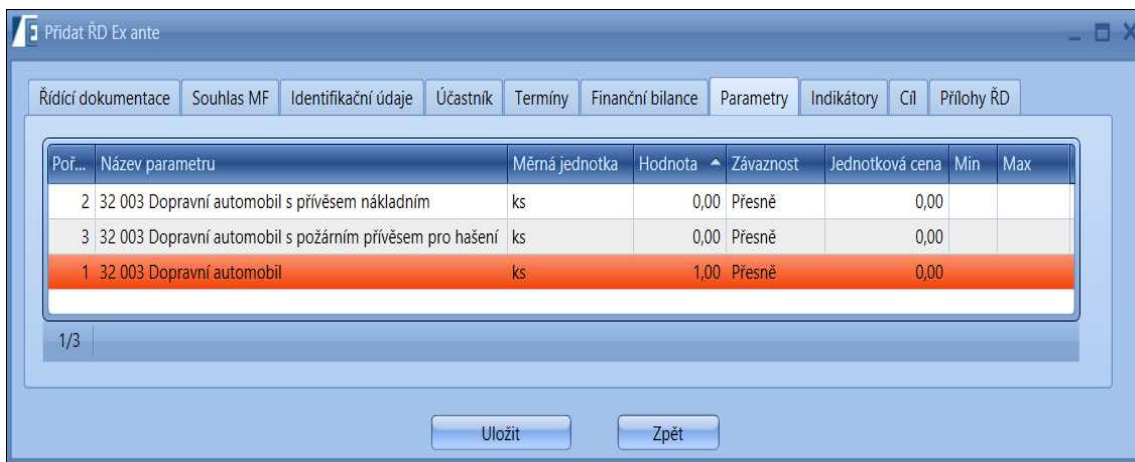 Přidat ŘD Ex ante
Řídící dokumentace Souhlas MF Identifikační údaje Účastník Termíny Finanční bilance Parametry Indikátory Cíl Přílohy ŘD
Poř... Název parametru Měrná jednotka Hodnota Závaznost Jednotková cena Min Max
2 32 003 Dopravní automobil s přívěsem nákladním ks 0,00 Přesně 0,00
3 32 003 Dopravní automobil s požárním přívěsem pro hašení ks 0,00 Přesně 0,00
1 32 003 Dopravní automobil ks 1,00 Přesně 0,00
1/3
Uložit Zpět